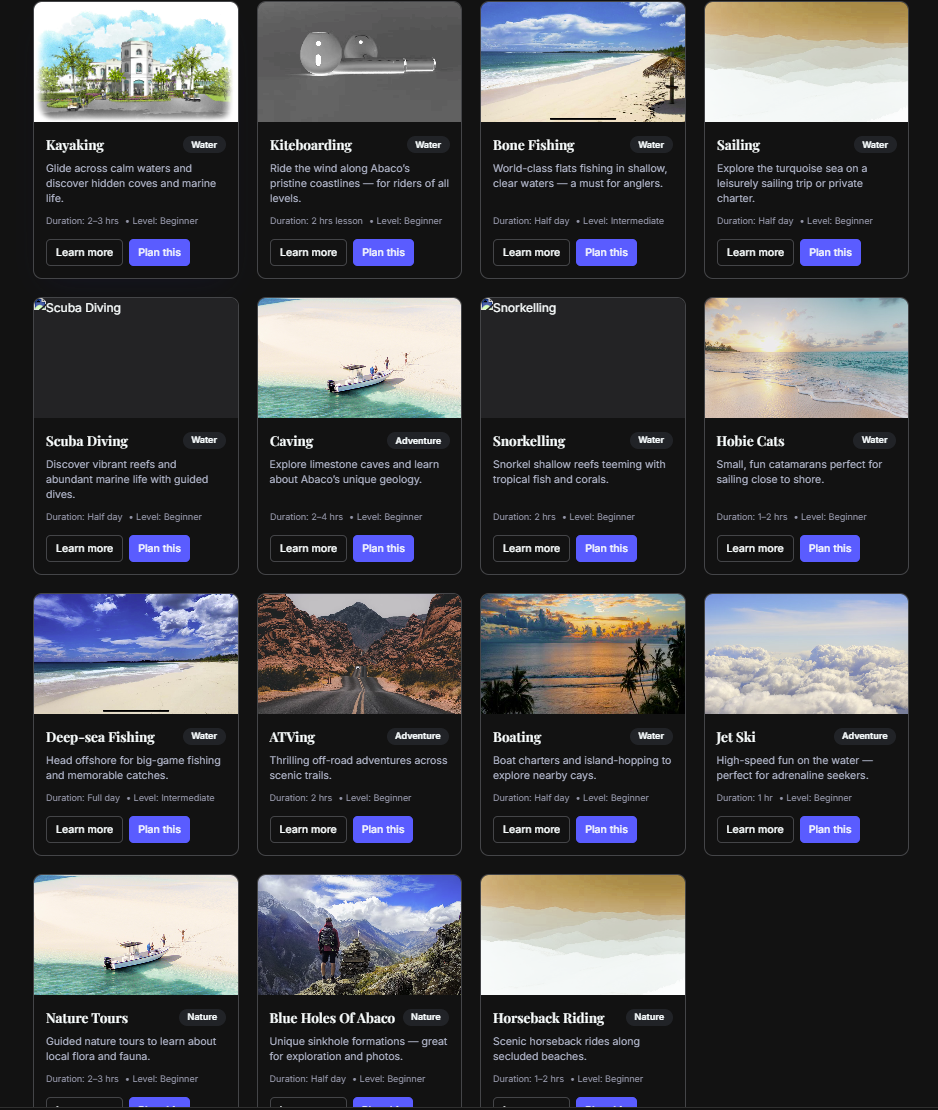 Kayaking Water
Glide across calm waters and
discover hidden coves and marine
life.
Duration: 2–3 hrs • Level: Beginner
Learn more Plan this
Kiteboarding Water
Ride the wind along Abaco’s
pristine coastlines — for riders of all
levels.
Duration: 2 hrs lesson • Level: Beginner
Learn more Plan this
Bone Fishing Water
World-class flats fishing in shallow,
clear waters — a must for anglers.
Duration: Half day • Level: Intermediate
Learn more Plan this
Sailing Water
Explore the turquoise sea on a
leisurely sailing trip or private
charter.
Duration: Half day • Level: Beginner
Learn more Plan this
Scuba Diving
Scuba Diving Water
Discover vibrant reefs and
abundant marine life with guided
dives.
Duration: Half day • Level: Beginner
Learn more Plan this
Caving Adventure
Explore limestone caves and learn
about Abaco’s unique geology.
Duration: 2–4 hrs • Level: Beginner
Learn more Plan this
Snorkelling
Snorkelling Water
Snorkel shallow reefs teeming with
tropical fish and corals.
Duration: 2 hrs • Level: Beginner
Learn more Plan this
Hobie Cats Water
Small, fun catamarans perfect for
sailing close to shore.
Duration: 1–2 hrs • Level: Beginner
Learn more Plan this
Deep-sea Fishing Water
Head offshore for big-game fishing
and memorable catches.
Duration: Full day • Level: Intermediate
Learn more Plan this
ATVing Adventure
Thrilling off-road adventures across
scenic trails.
Duration: 2 hrs • Level: Beginner
Learn more Plan this
Boating Water
Boat charters and island-hopping to
explore nearby cays.
Duration: Half day • Level: Beginner
Learn more Plan this
Jet Ski Adventure
High-speed fun on the water —
perfect for adrenaline seekers.
Duration: 1 hr • Level: Beginner
Learn more Plan this
Nature Tours Nature
Guided nature tours to learn about
local flora and fauna.
Duration: 2–3 hrs • Level: Beginner
Blue Holes Of Abaco Nature
Unique sinkhole formations — great
for exploration and photos.
Duration: Half day • Level: Beginner
Horseback Riding Nature
Scenic horseback rides along
secluded beaches.
Duration: 1–2 hrs • Level: Beginner